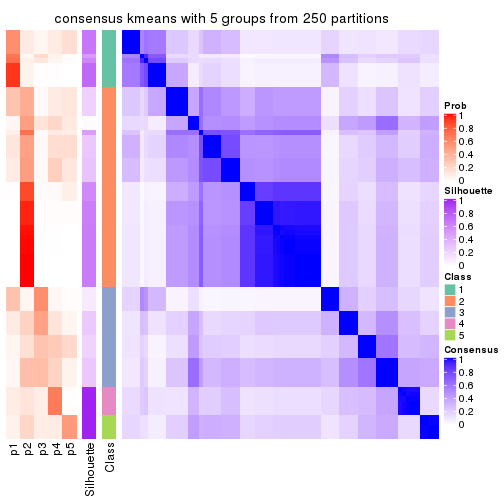 consensus kmeans with 5 groups from 250 partitions
Prob
1
0.8
0.6
0.4
0.2
0
Silhouette
1
0.8
0.6
0.4
0.2
0
Class
1
2
3
4
5
Consensus
1
0.8
0.6
0.4
0.2
0
p1
p2
p3
p4
p5
Silhouette
Class